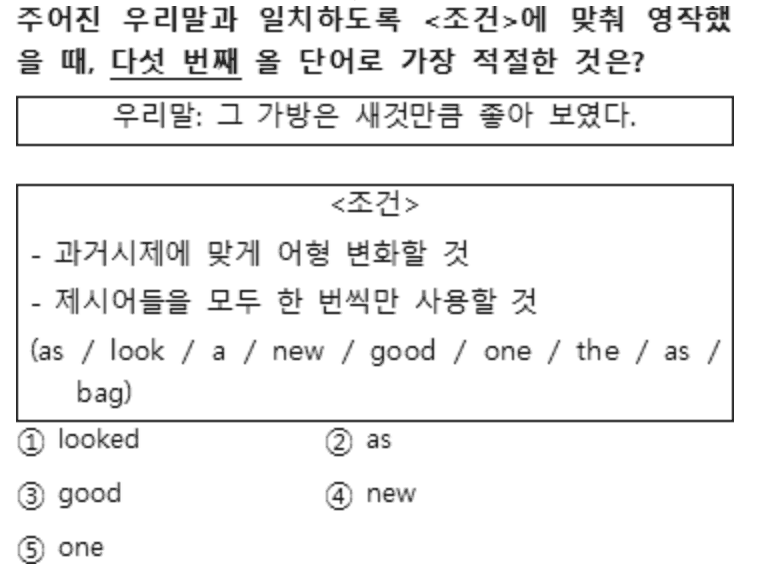 주어진 우리말과 일치하도록 <조건>에 맞춰 영작했
을 때, 다섯 번째 올 단어로 가장 적절한 것은?
우리말: 그 가방은 새것만큼 좋아 보였다.
<조건>
- 과거시제에 맞게 어형 변화할 것
- 제시어들을 모두 한 번씩만 사용할 것
(as / look / a / new / good / one / the / as /
bag)
① looked ② as
③ good ④ new
⑤ one